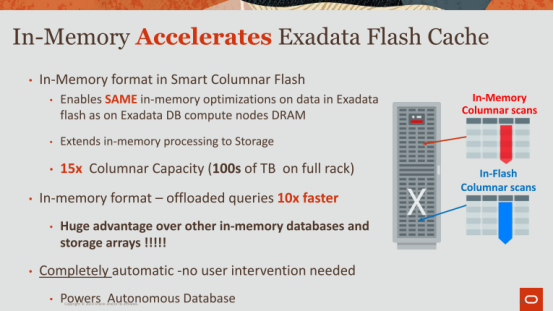 In-Memory Accelerates Exadata Flash Cache
• In-Memory format in Smart Columnar Flash
• Enables SAME in-memory optimizations on data in Exadata
flash as on Exadata DB compute nodes DRAM
• Extends in-memory processing to Storage
• 15x Columnar Capacity (100s of TB on full rack)
• In-memory format – offloaded queries 10x faster
• Huge advantage over other in-memory databases and
storage arrays !!!!!
• Completely automatic -no user intervention needed
• Powers Autonomous Database
In-Memory
Columnar scans
X
In-Flash
Columnar scans